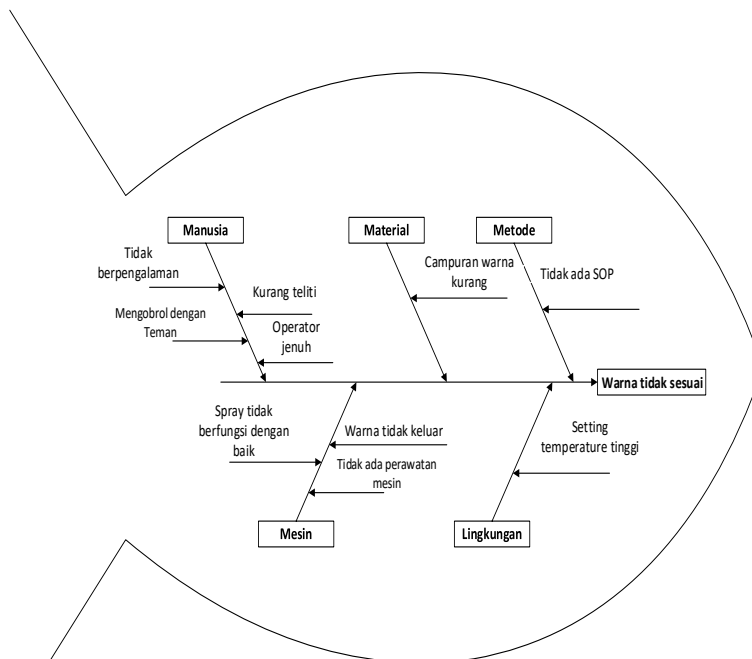 Manusia
Material
Metode
Tidak
berpengalaman
Kurang teliti
Mengobrol dengan
Teman
Operator
jenuh
Campuran warna
kurang
Tidak ada SOP
Warna tidak sesuai
Spray tidak
berfungsi dengan
baik
Warna tidak keluar
Tidak ada perawatan
mesin
Setting
temperature tinggi
Mesin
Lingkungan